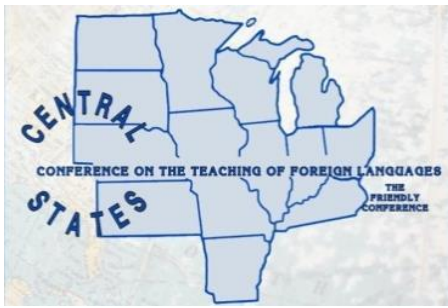 CENTRAL
CONFERENCE ON THE TEACHING OF FOREIGN LANGUAGES
STATES
THE
FRIENDLY
CONFERENCE